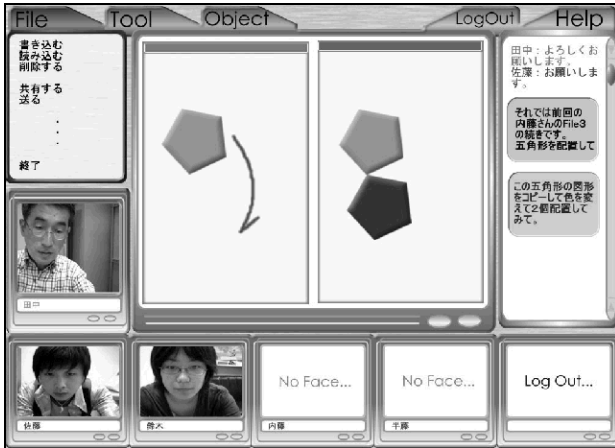 File Tool Object LogOut Help
書き込む
読み込む
削除する
共有する
送る
.
.
.
終了
田中：よろしくお
願いします。
佐藤：お願いしま
す。
それでは前回の
内藤さんのFile3
の続きです。
五角形を配置して
この五角形の図形
をコピーして色を変
えて2個配置して
みて。
田中
佐藤
鈴木
No Face...
内藤
No Face...
半藤
Log Out...